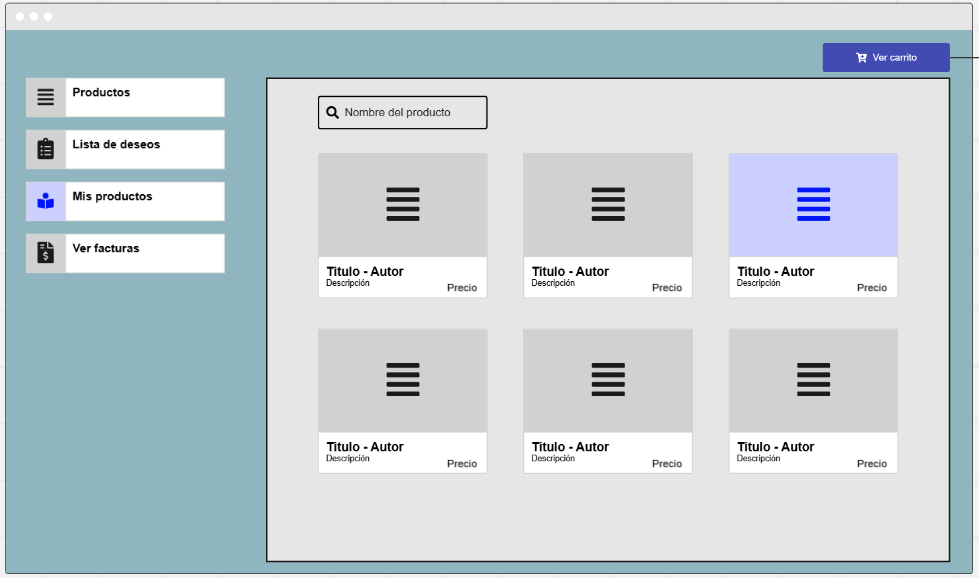 Ver carrito
Productos
Lista de deseos
Mis productos
Ver facturas
Nombre del producto
Titulo - Autor
Descripción
Precio
Titulo - Autor
Descripción
Precio
Titulo - Autor
Descripción
Precio
Titulo - Autor
Descripción
Precio
Titulo - Autor
Descripción
Precio
Titulo - Autor
Descripción
Precio